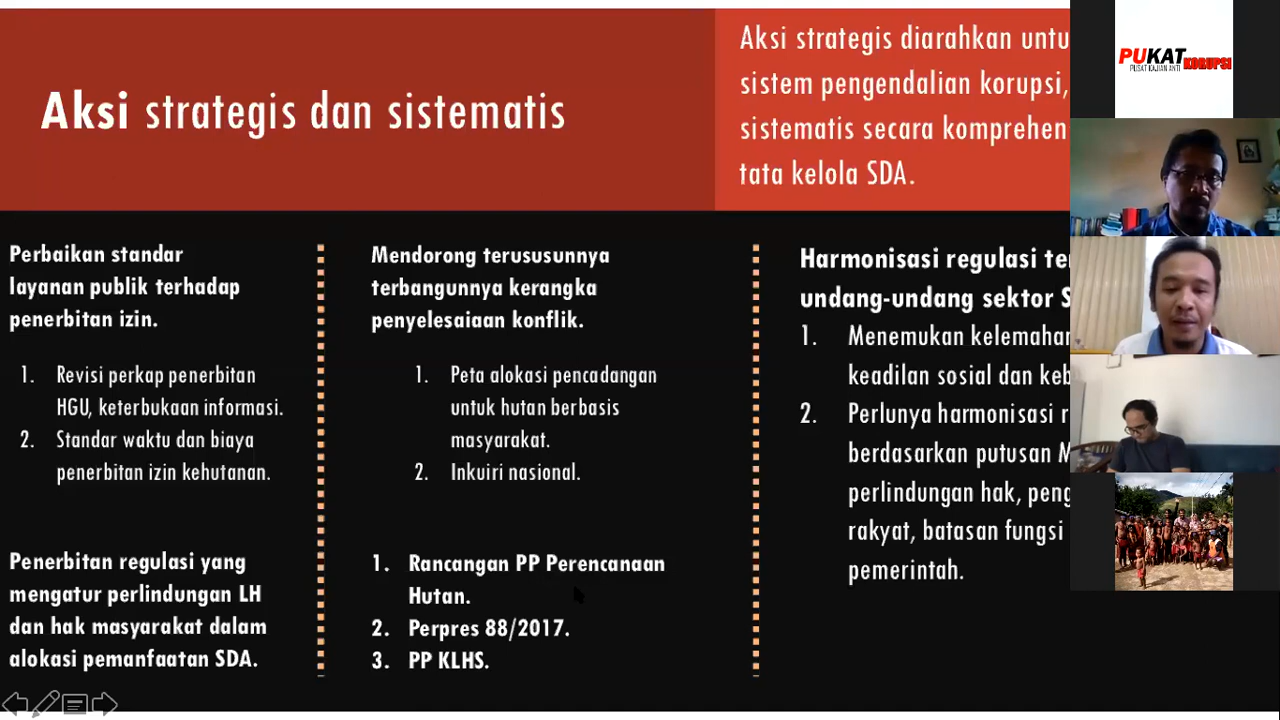 Aksi strategis dan sistematis
Aksi strategis diarahkan untu
sistem pengendalian korupsi,
sistematis secara komprehen
tata kelola SDA.
Perbaikan standar
layanan publik terhadap
penerbitan izin.
1. Revisi perkap penerbitan
HGU, keterbukaan informasi.
2. Standar waktu dan biaya
penerbitan izin kehutanan.
Penerbitan regulasi yang
mengatur perlindungan LH
dan hak masyarakat dalam
alokasi pemanfaatan SDA.
Mendorong terususunnya
terbangunnya kerangka
penyelesaiaan konflik.
1. Peta alokasi pencadangan
untuk hutan berbasis
masyarakat.
2. Inkuiri nasional.
1. Rancangan PP Perencanaan
Hutan.
2. Perpres 88/2017.
3. PP KLHS.
Harmonisasi regulasi te
undang-undang sektor S
1. Menemukan kelemahan
keadilan sosial dan keb
2. Perlunya harmonisasi r
berdasarkan putusan M
perlindungan hak, peng
rakyat, batasan fungsi
pemerintah.
PUKAT
PUSAT KAJIAN ANTI KORUPSI